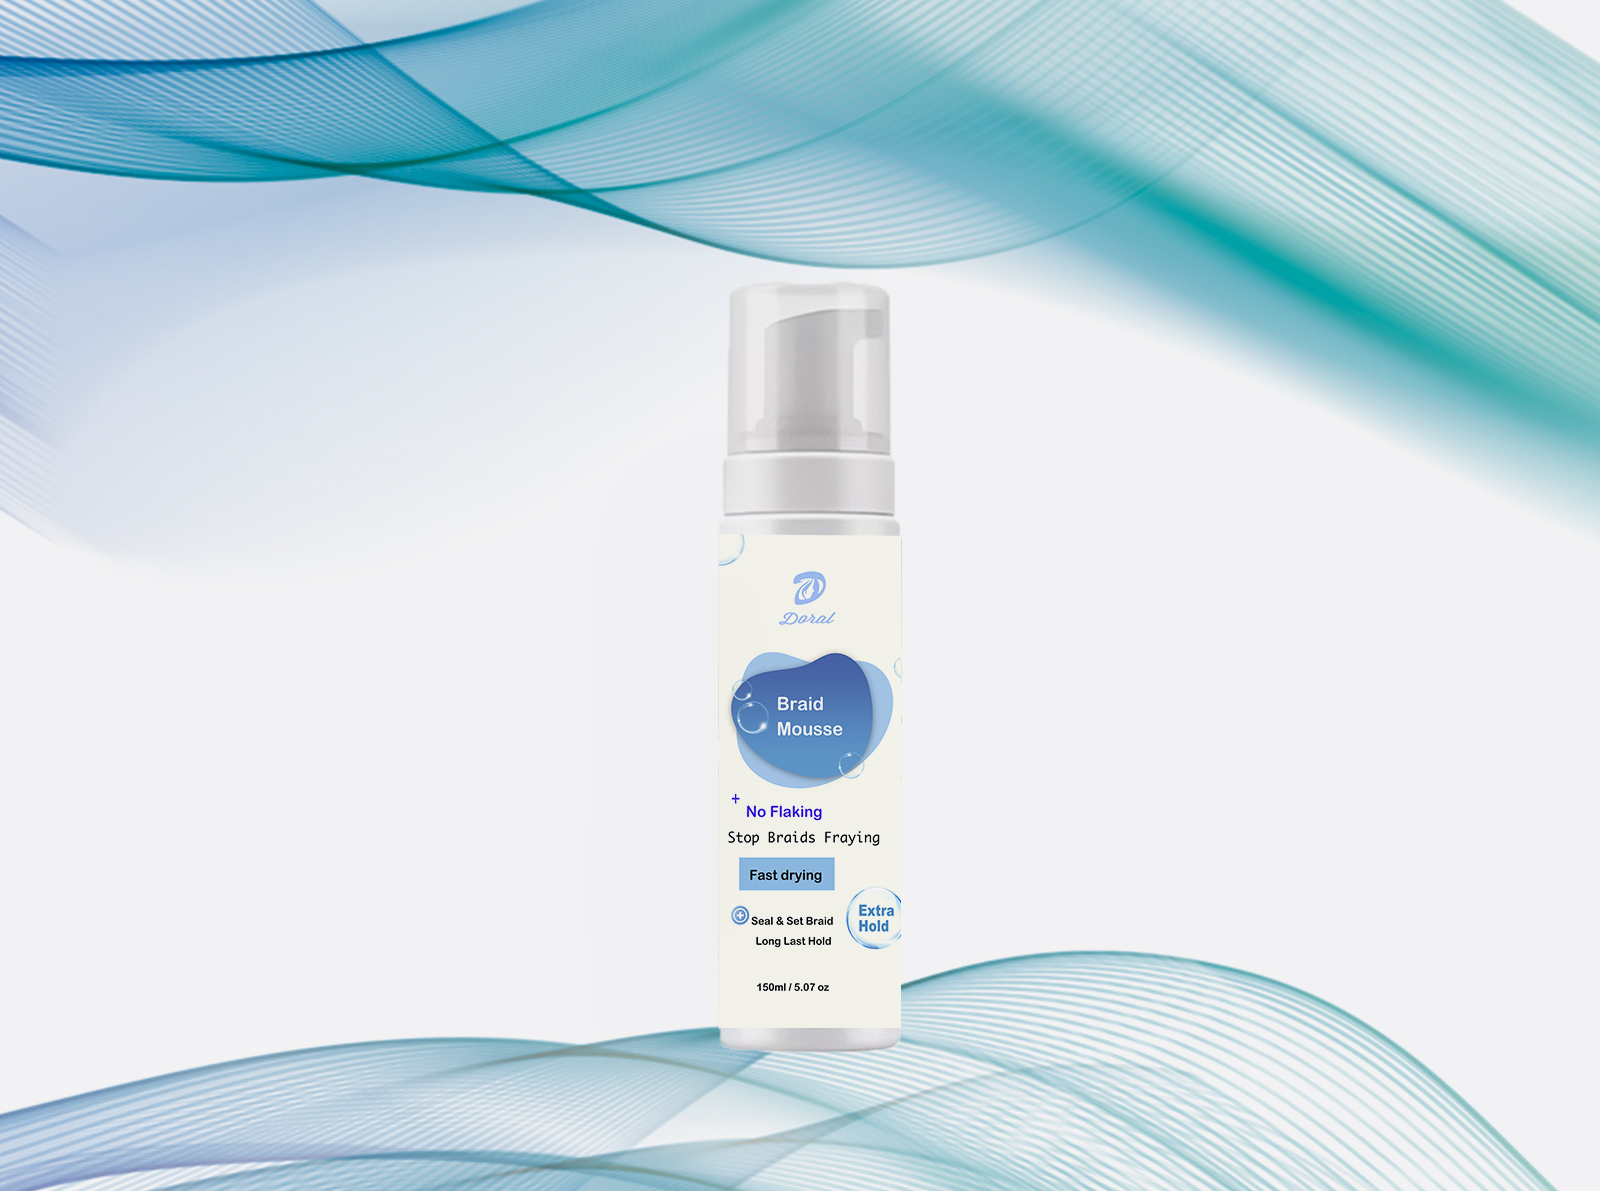 Doral
Braid
Mousse
+
No Flaking
Stop Braids Fraying
Fast drying
Seal & Set Braid
Long Last Hold
Extra
Hold
150ml / 5.07 oz